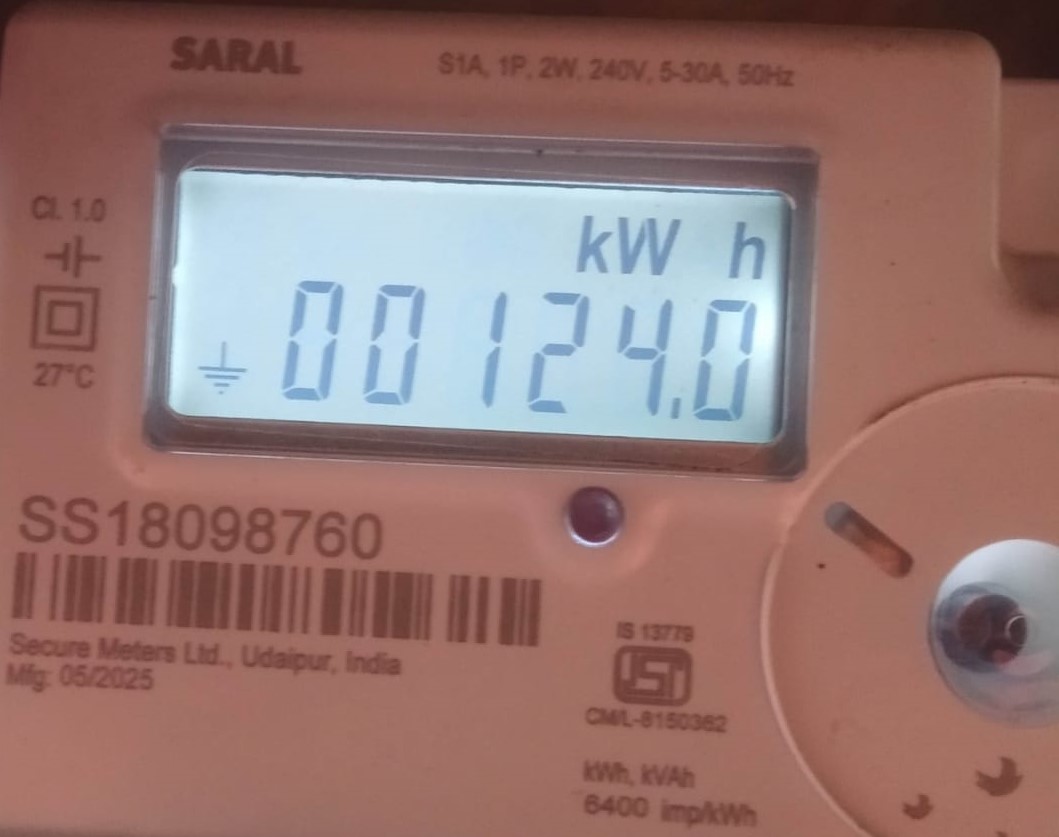 SARAL
S1A, 1P, 2W, 240V, 5-30A, 50Hz
Cl. 1.0
27°C
kW h
00124.0
SS18098760
Secure Meters Ltd., Udaipur, India
Mfg: 05/2025
IS 13779
ISI
CM/L-8150362
kWh, kVAh
6400 imp/kWh